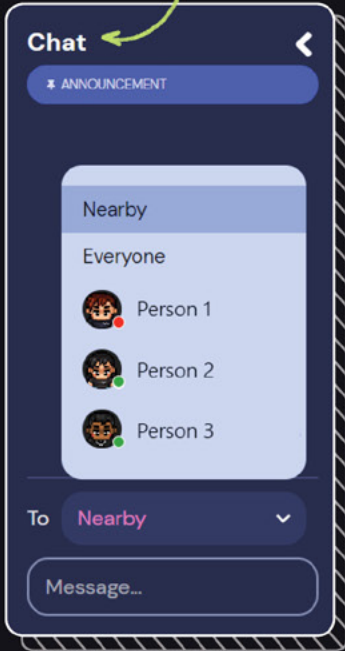 Chat
ANNOUNCEMENT
Nearby
Everyone
Person 1
Person 2
Person 3
To Nearby
Message...